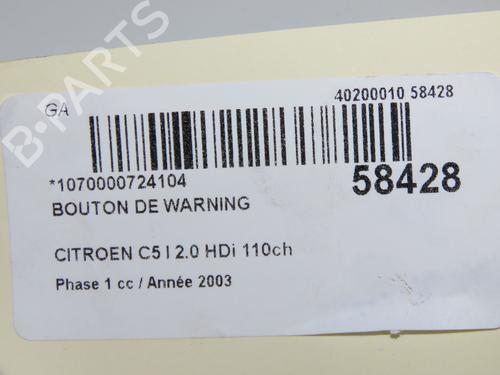 GA
40200010 58428
*1070000724104
58428
BOUTON DE WARNING
CITROEN C5 I 2.0 HDi 110ch
Phase 1 cc / Année 2003
B-PARTS